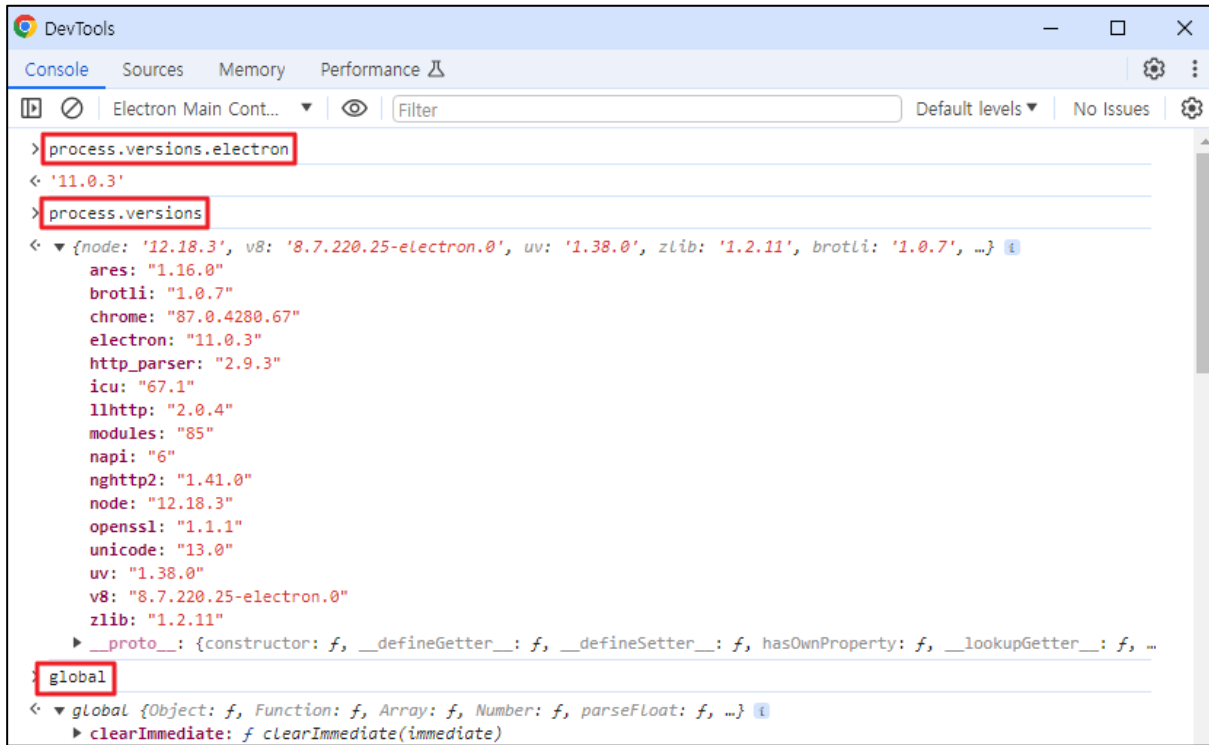 DevTools
Console Sources Memory Performance
Electron Main Cont... ▼ Filter Default levels ▼ No Issues
> process.versions.electron
<· '11.0.3'
> process.versions
<· ▼ {node: '12.18.3', v8: '8.7.220.25-electron.0', uv: '1.38.0', zlib: '1.2.11', brotli: '1.0.7', …} i
ares: "1.16.0"
brotli: "1.0.7"
chrome: "87.0.4280.67"
electron: "11.0.3"
http_parser: "2.9.3"
icu: "67.1"
llhttp: "2.0.4"
modules: "85"
napi: "6"
nghttp2: "1.41.0"
node: "12.18.3"
openssl: "1.1.1"
unicode: "13.0"
uv: "1.38.0"
v8: "8.7.220.25-electron.0"
zlib: "1.2.11"
▶ __proto__: {constructor: ƒ, __defineGetter__: ƒ, __defineSetter__: ƒ, hasOwnProperty: ƒ, __lookupGetter__: ƒ, …
> global
<· ▼ global {Object: ƒ, Function: ƒ, Array: ƒ, Number: ƒ, parseFloat: ƒ, …} i
▶ clearImmediate: ƒ clearImmediate(immediate)